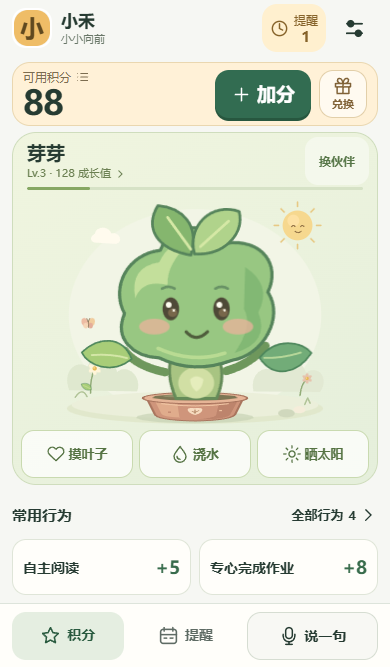 小
小禾
小小向前
提醒
1
可用积分
88
加分
兑换
芽芽
Lv.3 · 128 成长值
换伙伴
摸叶子
浇水
晒太阳
常用行为
全部行为 4
自主阅读
+5
专心完成作业
+8
积分
提醒
说一句